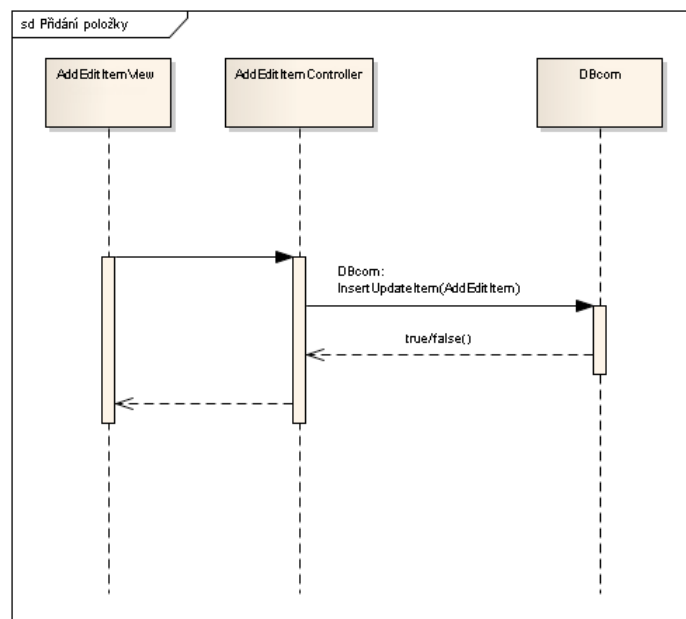 sd Přidání položky
AddEditItemView
AddEditItemController
DBcom
DBcom:
InsertUpdateItem(AddEditItem)
true/false()